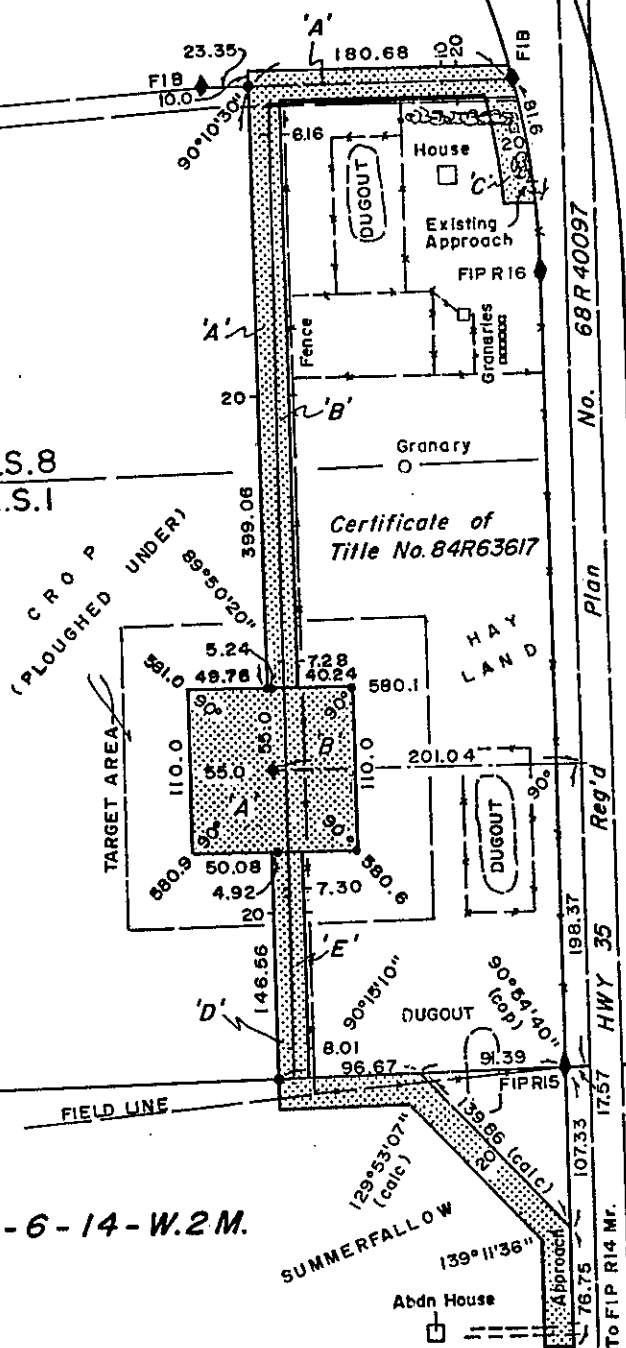 'A'
23.35
180.68
10
20
FIB
FIB
10.0
90°10'30"
81.6
6.16
House
20
'C'
DUGOUT
Existing
Approach
FIP R16
'A'
Fence
Granaries
20
'B'
Granary
L.S.8
L.S.1
Certificate of
Title No. 84R63617
399.06
CROP
(PLOUGHED UNDER)
89°50'20"
HAY
LAND
5.24
7.28
49.76
40.24
581.0
580.1
90°
90°
55.0
'B'
TARGET AREA
110.0
55.0
110.0
201.04
90°
'A'
90°
90°
DUGOUT
580.9
50.08
580.6
4.92
7.30
20
198.37
'E'
146.56
90°15'10"
90°54'40"
(cop)
'D'
DUGOUT
8.01
96.67
91.39
FIP R15
FIELD LINE
17.57
139.86 (calc)
107.33
129°53'07"
(calc)
20
-6-14-W.2M.
SUMMERFALLOW
139°11'36"
Approach
76.75
Abdn House
To FIP R14 Mr.
HWY 35 Reg'd Plan No. 68R40097